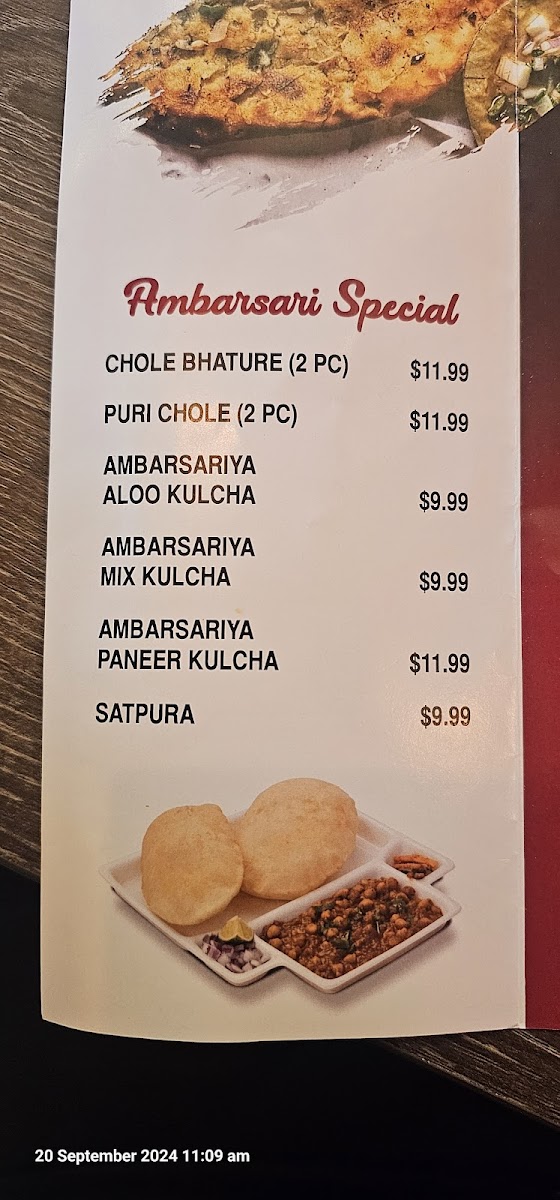 Ambarsari Special
CHOLE BHATURE (2 PC) $11.99
PURI CHOLE (2 PC) $11.99
AMBARSARIYA
ALOO KULCHA $9.99
AMBARSARIYA
MIX KULCHA $9.99
AMBARSARIYA
PANEER KULCHA $11.99
SATPURA $9.99
20 September 2024 11:09 am